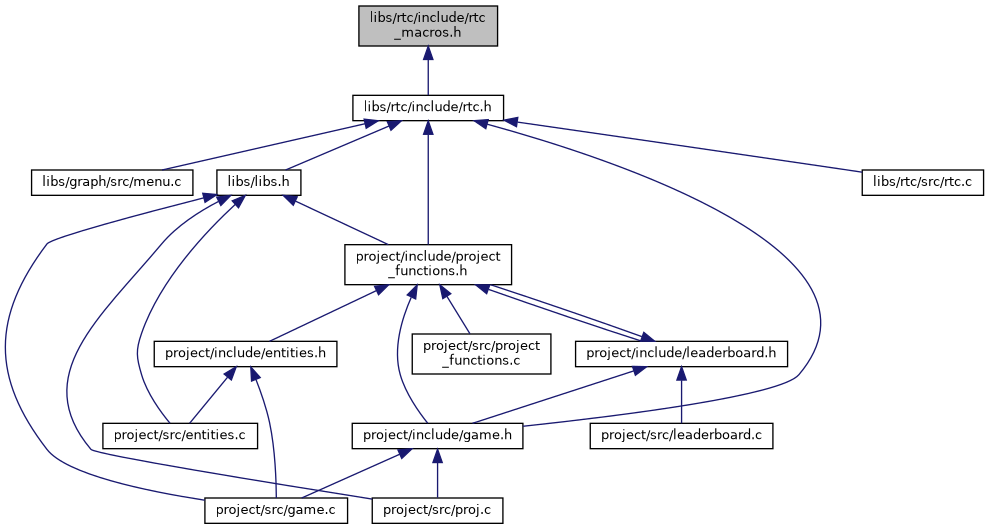 libs/rtc/include/rtc
_macros.h
libs/rtc/include/rtc.h
libs/graph/src/menu.c
libs/libs.h
libs/rtc/src/rtc.c
project/include/project
_functions.h
project/include/entities.h
project/src/project
_functions.c
project/include/leaderboard.h
project/src/entities.c
project/include/game.h
project/src/leaderboard.c
project/src/game.c
project/src/proj.c